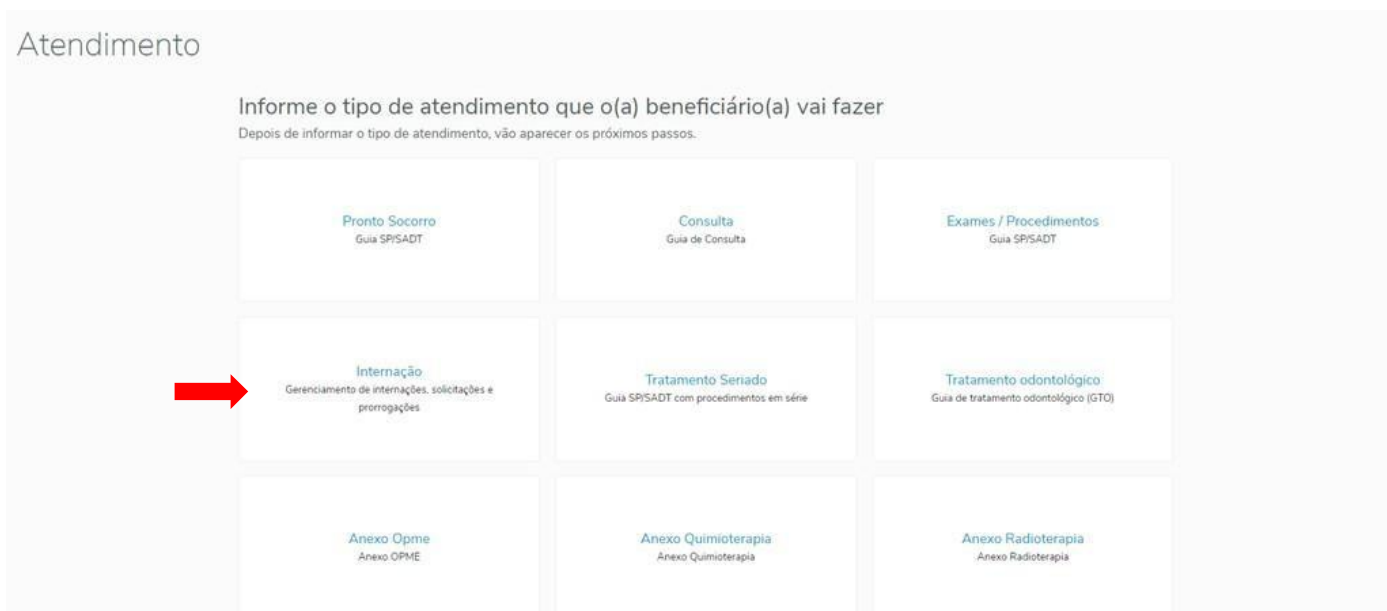 Atendimento
Informe o tipo de atendimento que o(a) beneficiário(a) vai fazer
Depois de informar o tipo de atendimento, vão aparecer os próximos passos.
Pronto Socorro
Guia SP/SADT
Consulta
Guia de Consulta
Exames / Procedimentos
Guia SP/SADT
Internação
Gerenciamento de internações, solicitações e
prorrogações
Tratamento Seriado
Guia SP/SADT com procedimentos em série
Tratamento odontológico
Guia de tratamento odontológico (GTO)
Anexo Opme
Anexo OPME
Anexo Quimioterapia
Anexo Quimioterapia
Anexo Radioterapia
Anexo Radioterapia